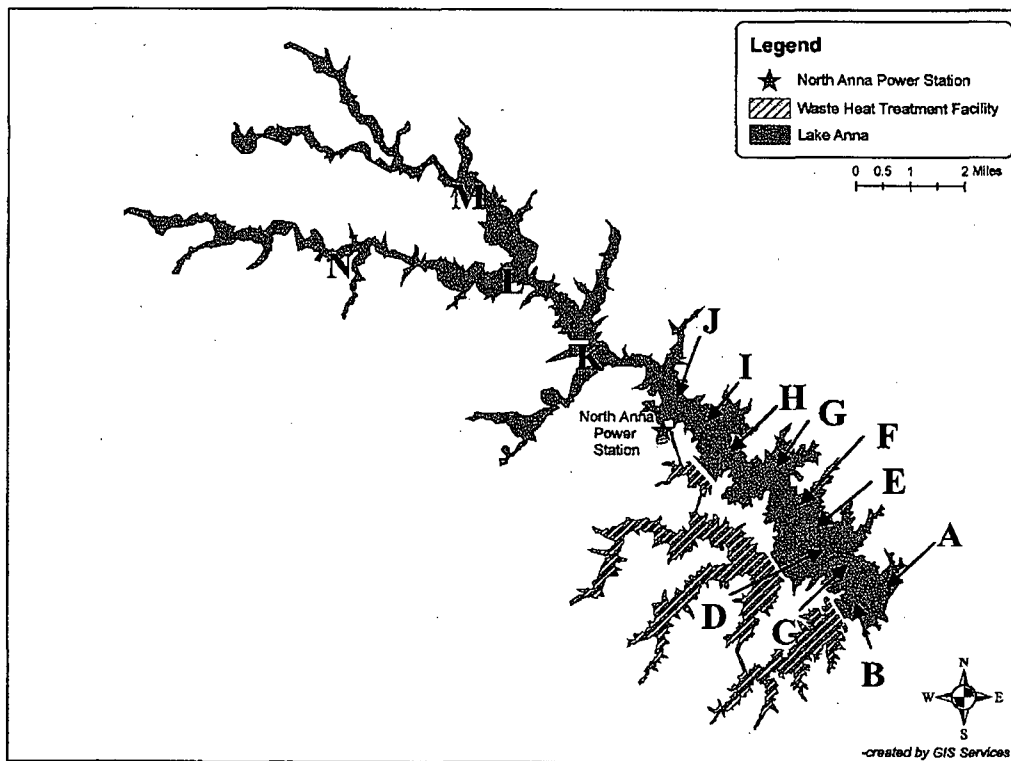 Legend
North Anna Power Station
Waste Heat Treatment Facility
Lake Anna
0 0.5 1 2 Miles
M
N
L
K
J
I
H
G
F
E
A
North Anna
Power
Station
D
G
B
N
W E
S
-created by GIS Services